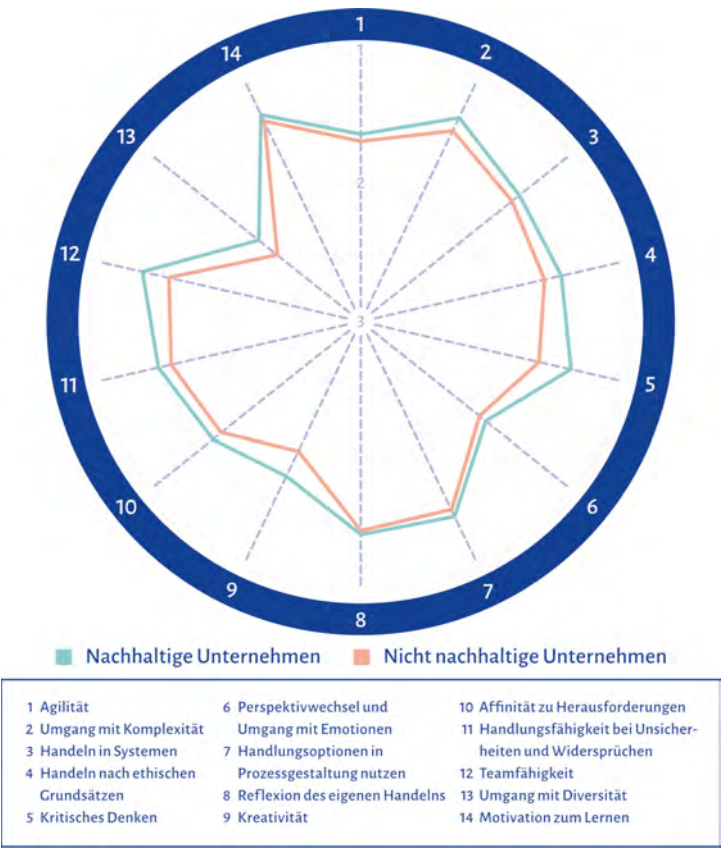 1
14
2
1
13
3
2
12
4
3
11
5
10
6
9
7
8
Nachhaltige Unternehmen
Nicht nachhaltige Unternehmen
1 Agilität
2 Umgang mit Komplexität
3 Handeln in Systemen
4 Handeln nach ethischen
Grundsätzen
5 Kritisches Denken
6 Perspektivwechsel und
Umgang mit Emotionen
7 Handlungsoptionen in
Prozessgestaltung nutzen
8 Reflexion des eigenen Handelns
9 Kreativität
10 Affinität zu Herausforderungen
11 Handlungsfähigkeit bei Unsicher-
heiten und Widersprüchen
12 Teamfähigkeit
13 Umgang mit Diversität
14 Motivation zum Lernen